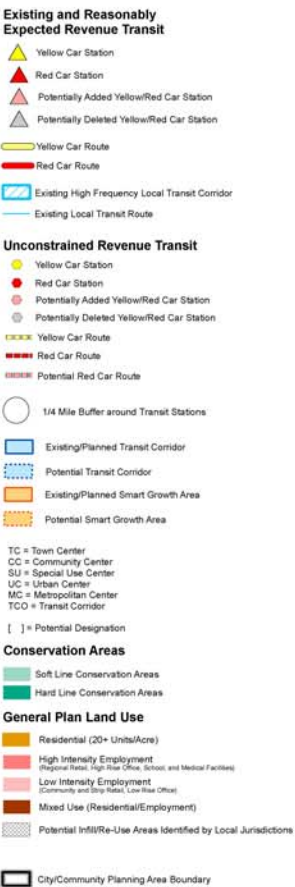 Existing and Reasonably
Expected Revenue Transit
Yellow Car Station
Red Car Station
Potentially Added Yellow/Red Car Station
Potentially Deleted Yellow/Red Car Station
Yellow Car Route
Red Car Route
Existing High Frequency Local Transit Corridor
Existing Local Transit Route
Unconstrained Revenue Transit
Yellow Car Station
Red Car Station
Potentially Added Yellow/Red Car Station
Potentially Deleted Yellow/Red Car Station
Yellow Car Route
Red Car Route
Potential Red Car Route
1/4 Mile Buffer around Transit Stations
Existing/Planned Transit Corridor
Potential Transit Corridor
Existing/Planned Smart Growth Area
Potential Smart Growth Area
TC = Town Center
CC = Community Center
SU = Special Use Center
UC = Urban Center
MC = Metropolitan Center
TCO = Transit Corridor
[ ] = Potential Designation
Conservation Areas
Soft Line Conservation Areas
Hard Line Conservation Areas
General Plan Land Use
Residential (20+ Units/Acre)
High Intensity Employment
(Regional Retail, High Rise Office, School, and Medical Facilities)
Low Intensity Employment
(Community and Strip Retail, Low Rise Office)
Mixed Use (Residential/Employment)
Potential Infill/Re-Use Areas Identified by Local Jurisdictions
City/Community Planning Area Boundary